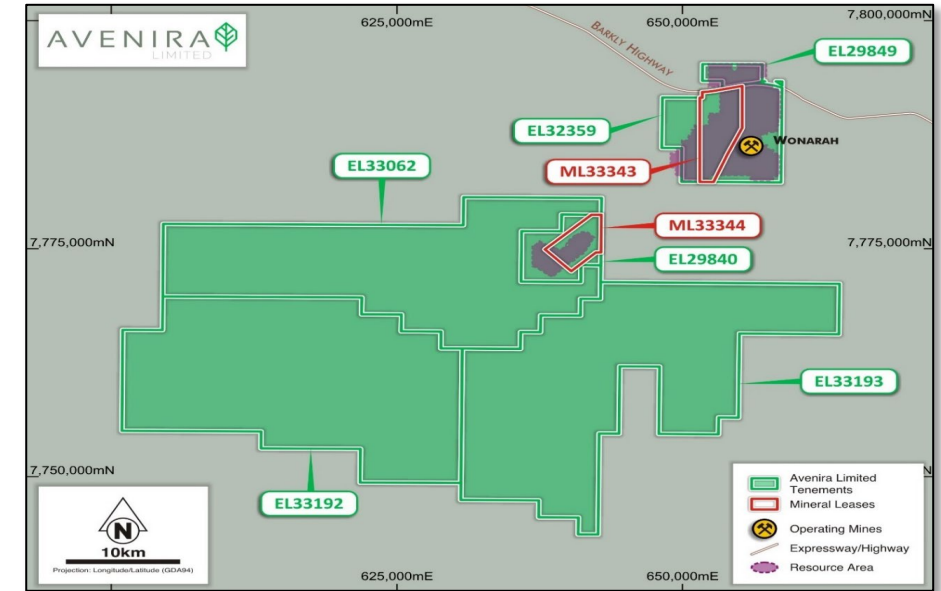 625,000mE
650,000mE
7,800,000mN
AVENIRA
LIMITED
BARKLY HIGHWAY
EL29849
EL32359
WONARAH
ML33343
EL33062
ML33344
7,775,000mN
7,775,000mN
EL29840
EL33193
7,750,000mN
EL33192
N
10km
Projection: Longitude/Latitude (GDA94)
Avenira Limited
Tenements
Mineral Leases
Operating Mines
Expressway/Highway
Resource Area
625,000mE
650,000mE